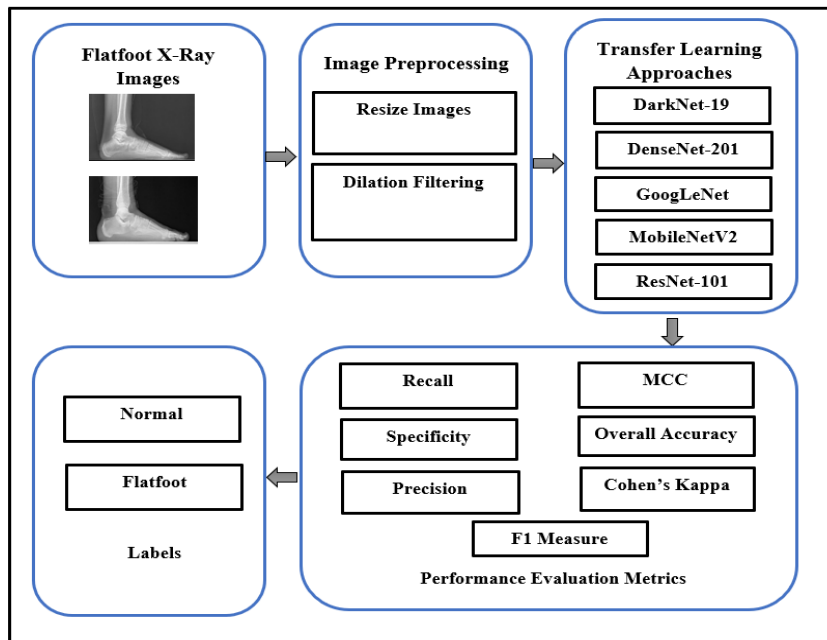 Flatfoot X-Ray
Images
Image Preprocessing
Resize Images
Dilation Filtering
Transfer Learning
Approaches
DarkNet-19
DenseNet-201
GoogLeNet
MobileNetV2
ResNet-101
Recall
MCC
Specificity
Overall Accuracy
Precision
Cohen's Kappa
F1 Measure
Performance Evaluation Metrics
Normal
Flatfoot
Labels